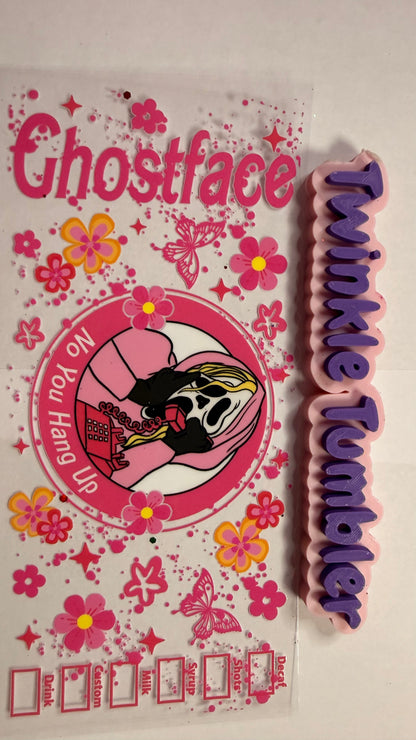 Ghostface
No You Hang Up
Decaf
Shots
Syrup
Milk
Custom
Drink
Twinkle Tumbler